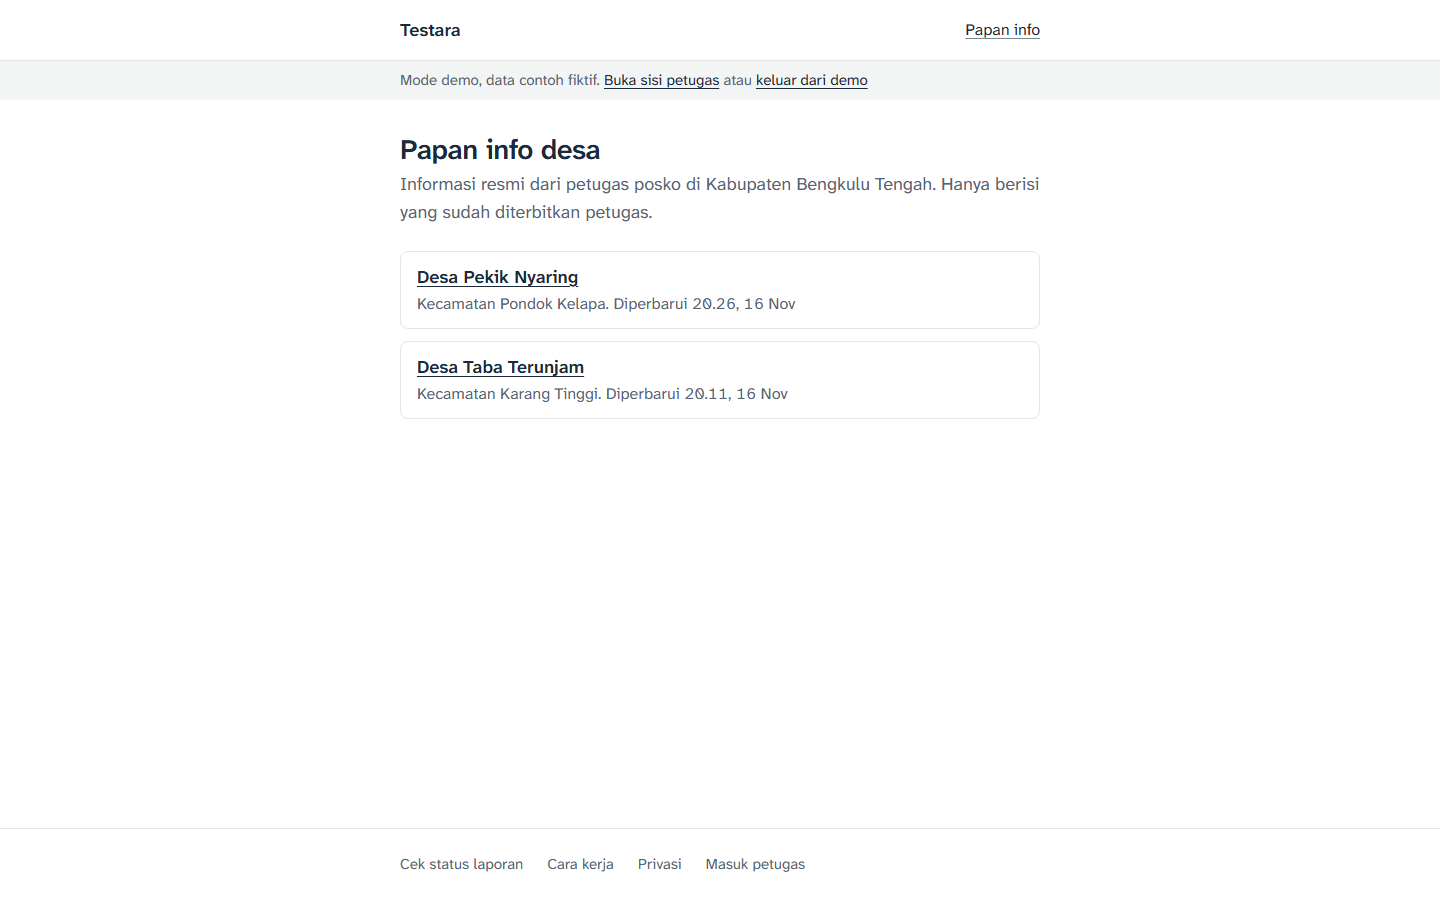 Testara
Papan info
Mode demo, data contoh fiktif. Buka sisi petugas atau keluar dari demo
Papan info desa
Informasi resmi dari petugas posko di Kabupaten Bengkulu Tengah. Hanya berisi
yang sudah diterbitkan petugas.
Desa Pekik Nyaring
Kecamatan Pondok Kelapa. Diperbarui 20.26, 16 Nov
Desa Taba Terunjam
Kecamatan Karang Tinggi. Diperbarui 20.11, 16 Nov
Cek status laporan
Cara kerja
Privasi
Masuk petugas